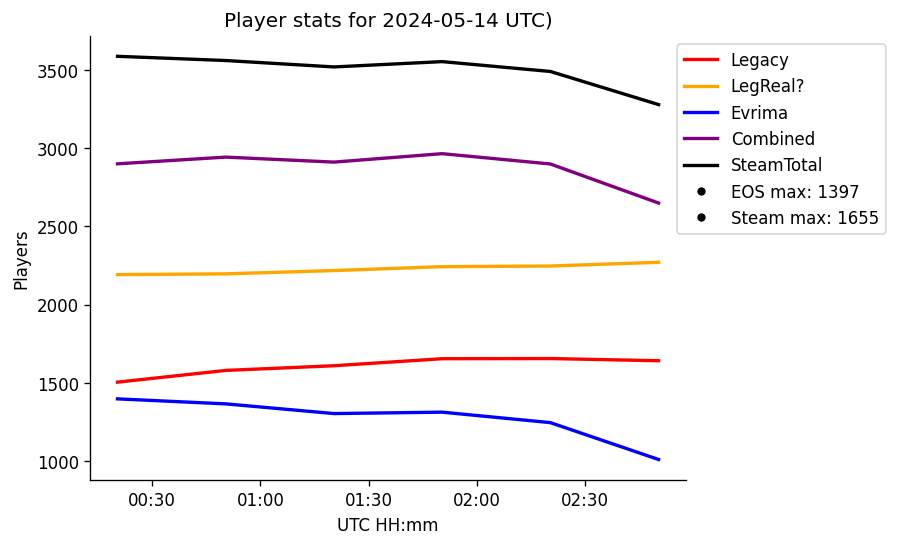 Player stats for 2024-05-14 UTC)
Legacy
LegReal?
Evrima
Combined
SteamTotal
EOS max: 1397
Steam max: 1655
Players
3500
3000
2500
2000
1500
1000
00:30 01:00 01:30 02:00 02:30
UTC HH:mm